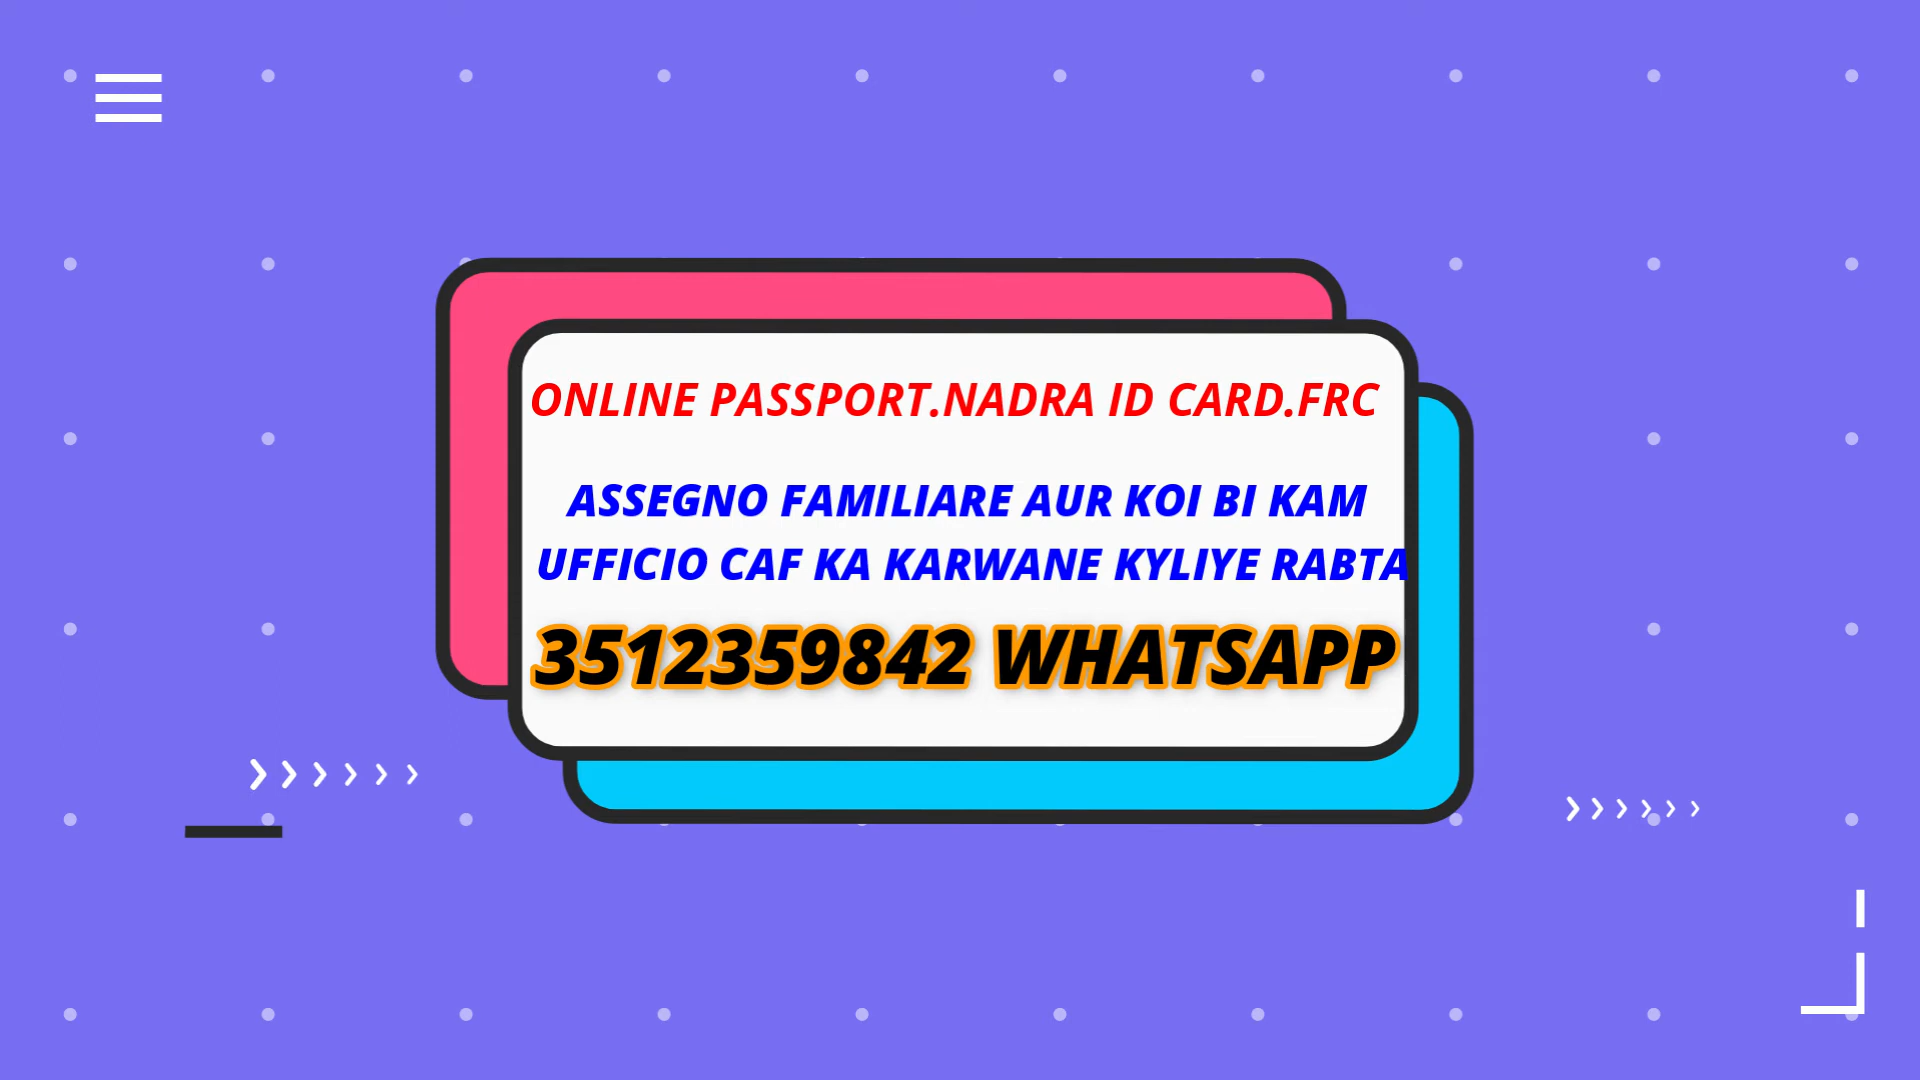 ONLINE PASSPORT.NADRA ID CARD.FRC
ASSEGNO FAMILIARE AUR KOI BI KAM
UFFICIO CAF KA KARWANE KYLIYE RABTA
3512359842 WHATSAPP